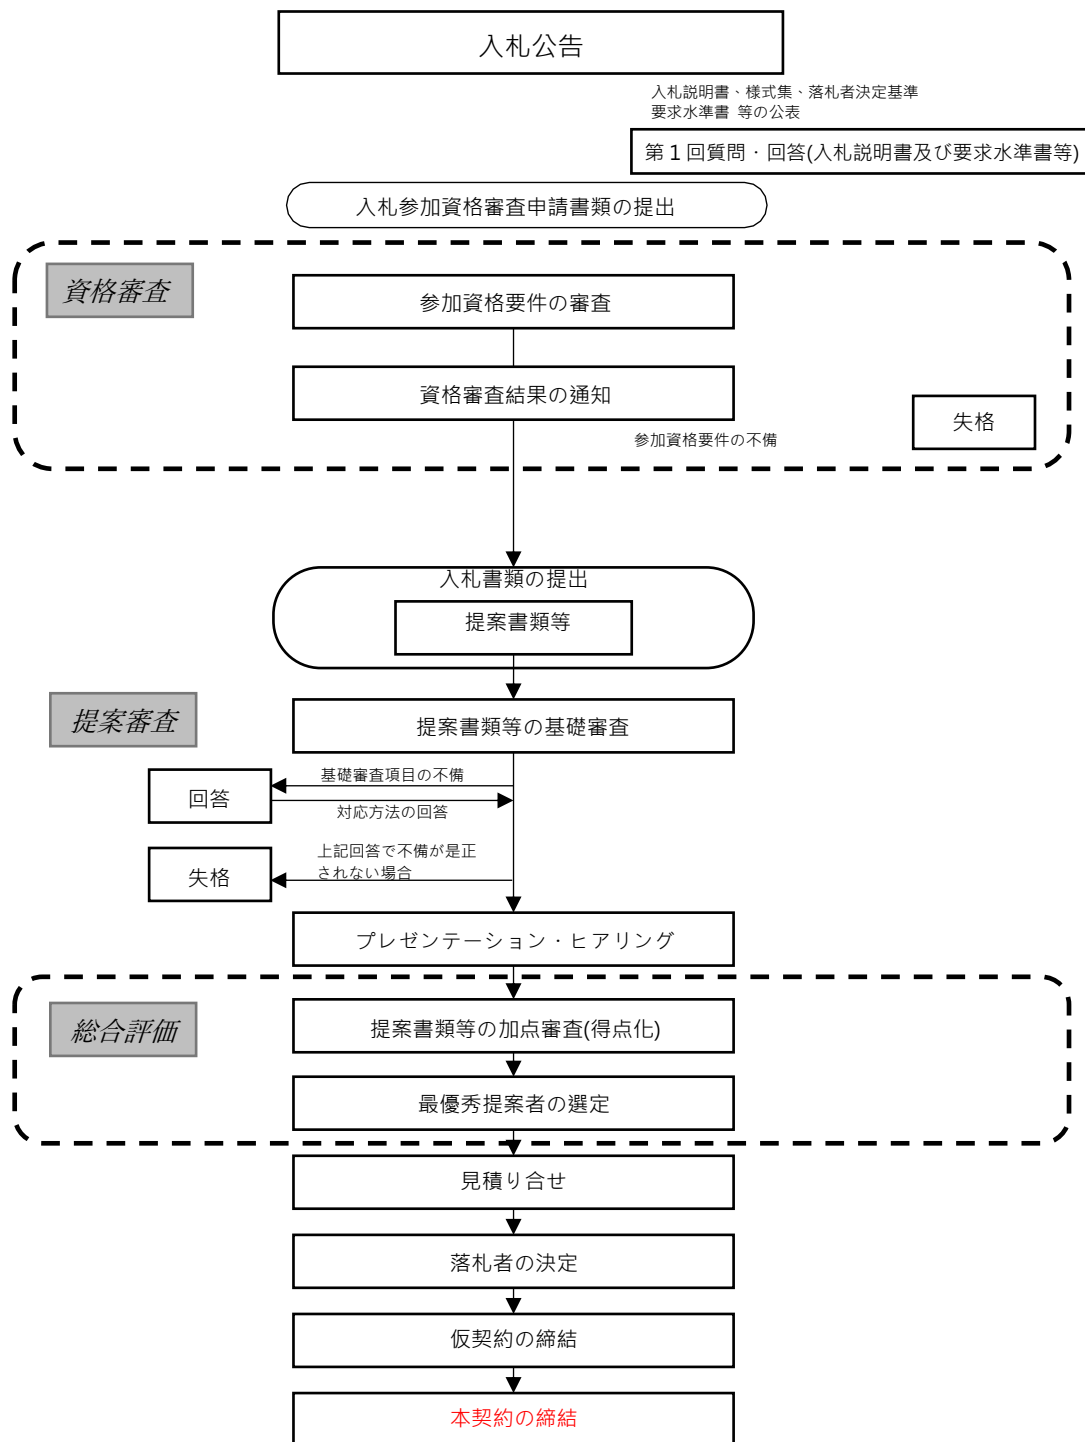 入札公告
入札説明書、様式集、落札者決定基準
要求水準書 等の公表
第１回質問・回答(入札説明書及び要求水準書等)
入札参加資格審査申請書類の提出
資格審査
参加資格要件の審査
資格審査結果の通知
失格
参加資格要件の不備
入札書類の提出
提案書類等
提案審査
提案書類等の基礎審査
基礎審査項目の不備
回答
対応方法の回答
上記回答で不備が是正
されない場合
失格
プレゼンテーション・ヒアリング
総合評価
提案書類等の加点審査(得点化)
最優秀提案者の選定
見積り合せ
落札者の決定
仮契約の締結
本契約の締結